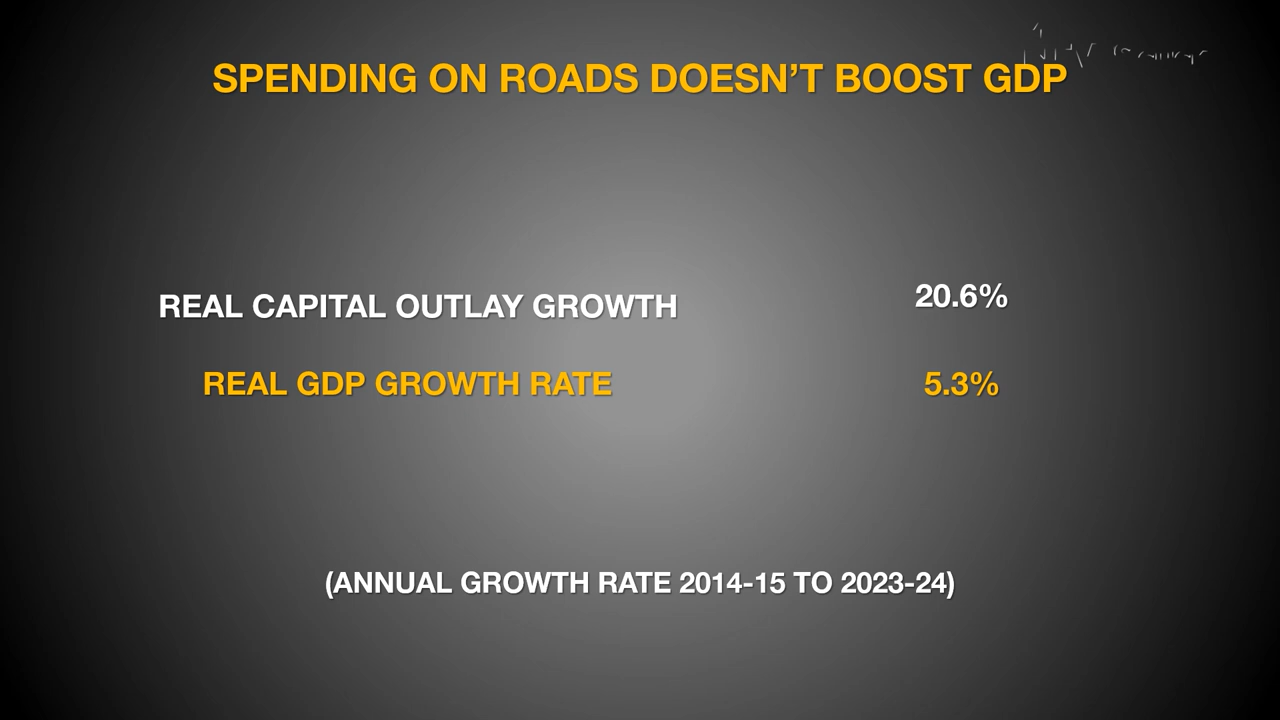 SPENDING ON ROADS DOESN’T BOOST GDP
REAL CAPITAL OUTLAY GROWTH 20.6%
REAL GDP GROWTH RATE 5.3%
(ANNUAL GROWTH RATE 2014-15 TO 2023-24)